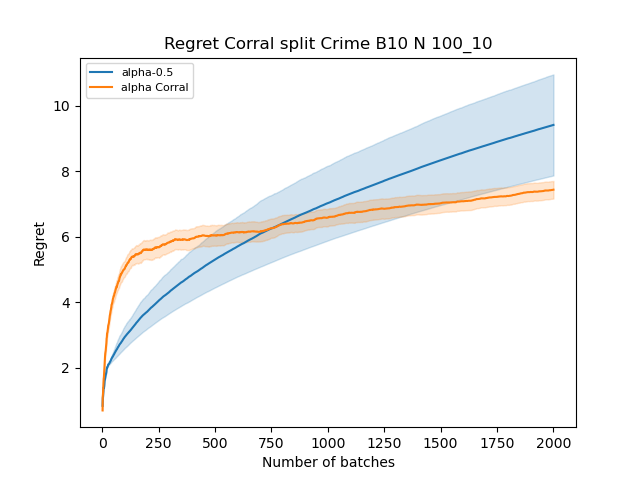 Regret Corral split Crime B10 N 100_10
alpha-0.5
alpha Corral
10
8
6
4
2
Regret
0 250 500 750 1000 1250 1500 1750 2000
Number of batches